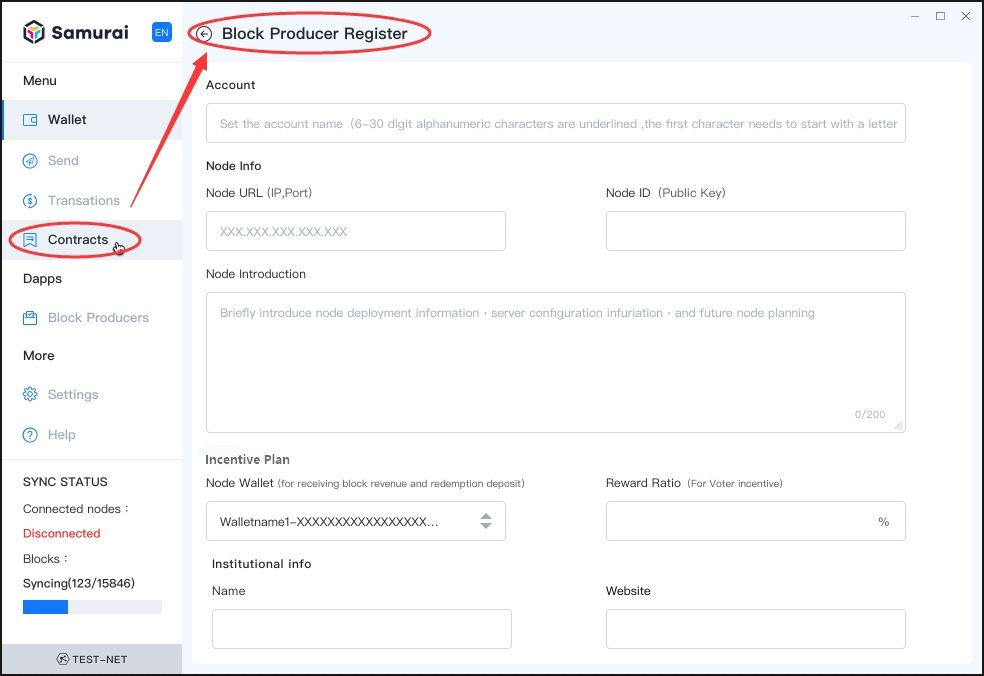 Samurai
EN
Block Producer Register
Menu
Wallet
Send
Transations
Contracts
Dapps
Block Producers
More
Settings
Help
SYNC STATUS
Connected nodes :
Disconnected
Blocks :
Syncing(123/15846)
TEST-NET
Account
Set the account name (6-30 digit alphanumeric characters are underlined ,the first character needs to start with a letter
Node Info
Node URL (IP,Port)
Node ID (Public Key)
XXX.XXX.XXX.XXX.XXX
Node Introduction
Briefly introduce node deployment information , server configuration infuriation , and future node planning
0/200
Incentive Plan
Node Wallet (for receiving block revenue and redemption deposit)
Reward Ratio (For Voter incentive)
Walletname1-XXXXXXXXXXXXXXXXX...
%
Institutional info
Name
Website